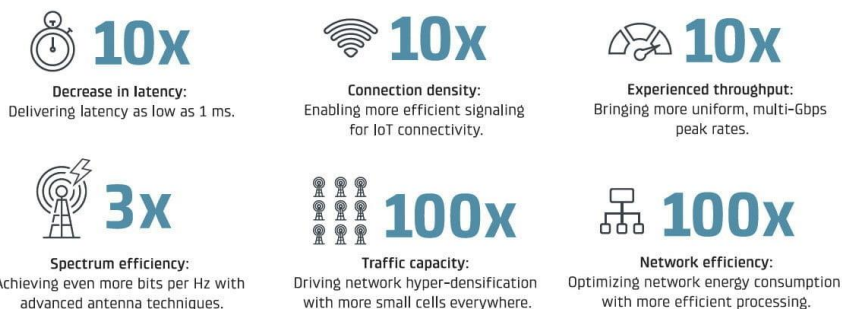 10x
Decrease in latency:
Delivering latency as low as 1 ms.
10x
Connection density:
Enabling more efficient signaling
for IoT connectivity.
10x
Experienced throughput:
Bringing more uniform, multi-Gbps
peak rates.
3x
Spectrum efficiency:
Achieving even more bits per Hz with
advanced antenna techniques.
100x
Traffic capacity:
Driving network hyper-densification
with more small cells everywhere.
100x
Network efficiency:
Optimizing network energy consumption
with more efficient processing.